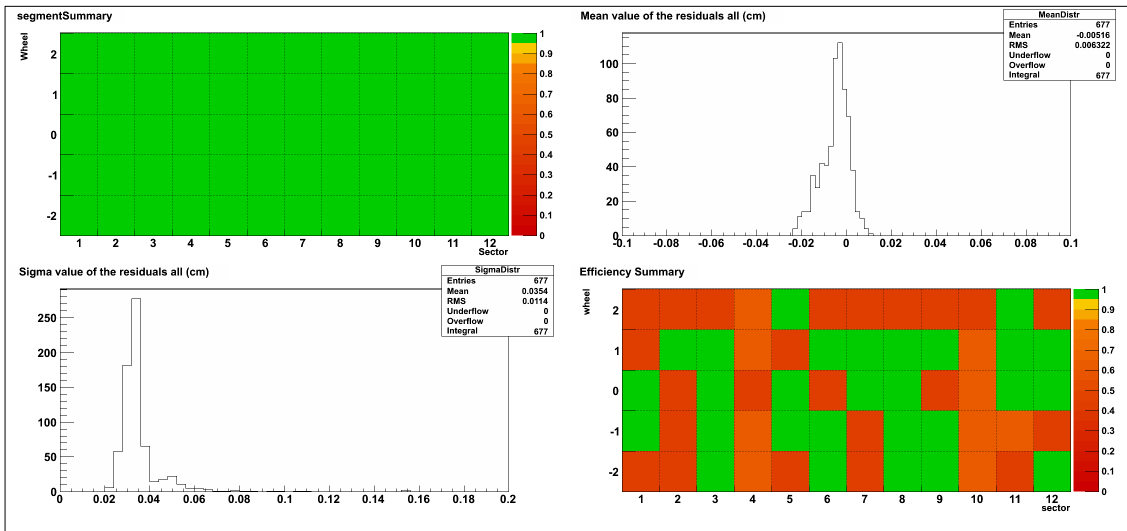 segmentSummary
Wheel
2
1
0
-1
-2
1 2 3 4 5 6 7 8 9 10 11 12
Sector
1
0.9
0.8
0.7
0.6
0.5
0.4
0.3
0.2
0.1
0
Mean value of the residuals all (cm)
MeanDistr
Entries 677
Mean -0.00516
RMS 0.006322
Underflow 0
Overflow 0
Integral 677
100
80
60
40
20
0
-0.1 -0.08 -0.06 -0.04 -0.02 0 0.02 0.04 0.06 0.08 0.1
Sigma value of the residuals all (cm)
SigmaDistr
Entries 677
Mean 0.0354
RMS 0.0114
Underflow 0
Overflow 0
Integral 677
250
200
150
100
50
0
0 0.02 0.04 0.06 0.08 0.1 0.12 0.14 0.16 0.18 0.2
Efficiency Summary
wheel
2
1
0
-1
-2
1 2 3 4 5 6 7 8 9 10 11 12
sector
1
0.9
0.8
0.7
0.6
0.5
0.4
0.3
0.2
0.1
0